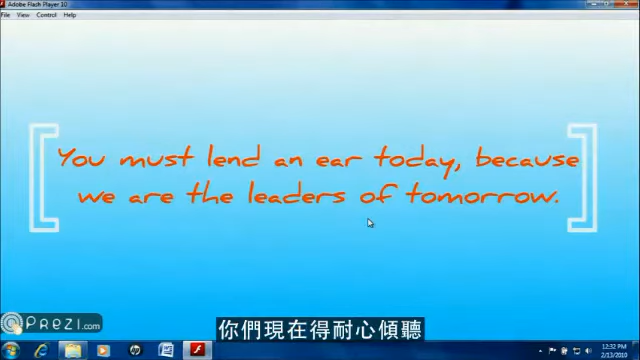 Adobe Flash Player 10
File View Control Help
You must lend an ear today, because
we are the leaders of tomorrow.
PREZI.com
你們現在得耐心傾聽
12:32 PM
2/13/2010